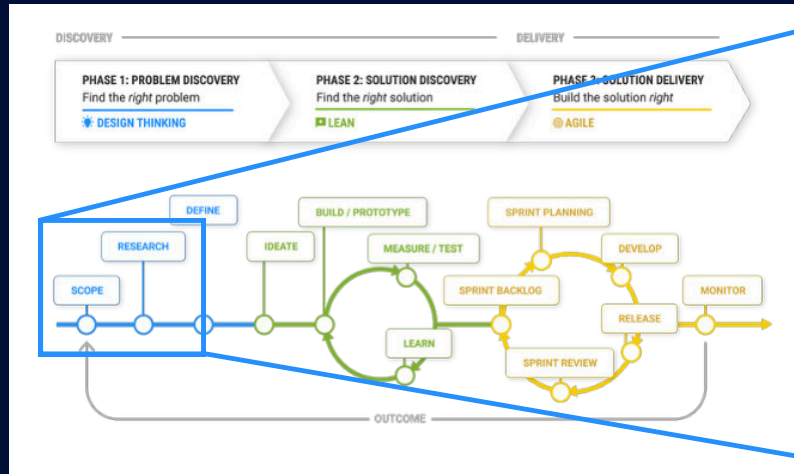 DISCOVERY
DELIVERY
PHASE 1: PROBLEM DISCOVERY
Find the right problem
DESIGN THINKING
PHASE 2: SOLUTION DISCOVERY
Find the right solution
LEAN
PHASE 3: SOLUTION DELIVERY
Build the solution right
AGILE
SCOPE
RESEARCH
DEFINE
IDEATE
BUILD / PROTOTYPE
MEASURE / TEST
LEARN
SPRINT BACKLOG
SPRINT PLANNING
DEVELOP
RELEASE
SPRINT REVIEW
MONITOR
OUTCOME